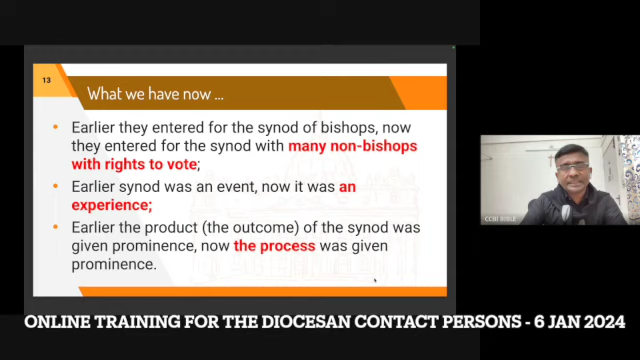 13
What we have now ...
• Earlier they entered for the synod of bishops, now
they entered for the synod with many non-bishops
with rights to vote;
• Earlier synod was an event, now it was an
experience;
• Earlier the product (the outcome) of the synod was
given prominence, now the process was given
prominence.
CCBI BIBLE
ONLINE TRAINING FOR THE DIOCESAN CONTACT PERSONS - 6 JAN 2024